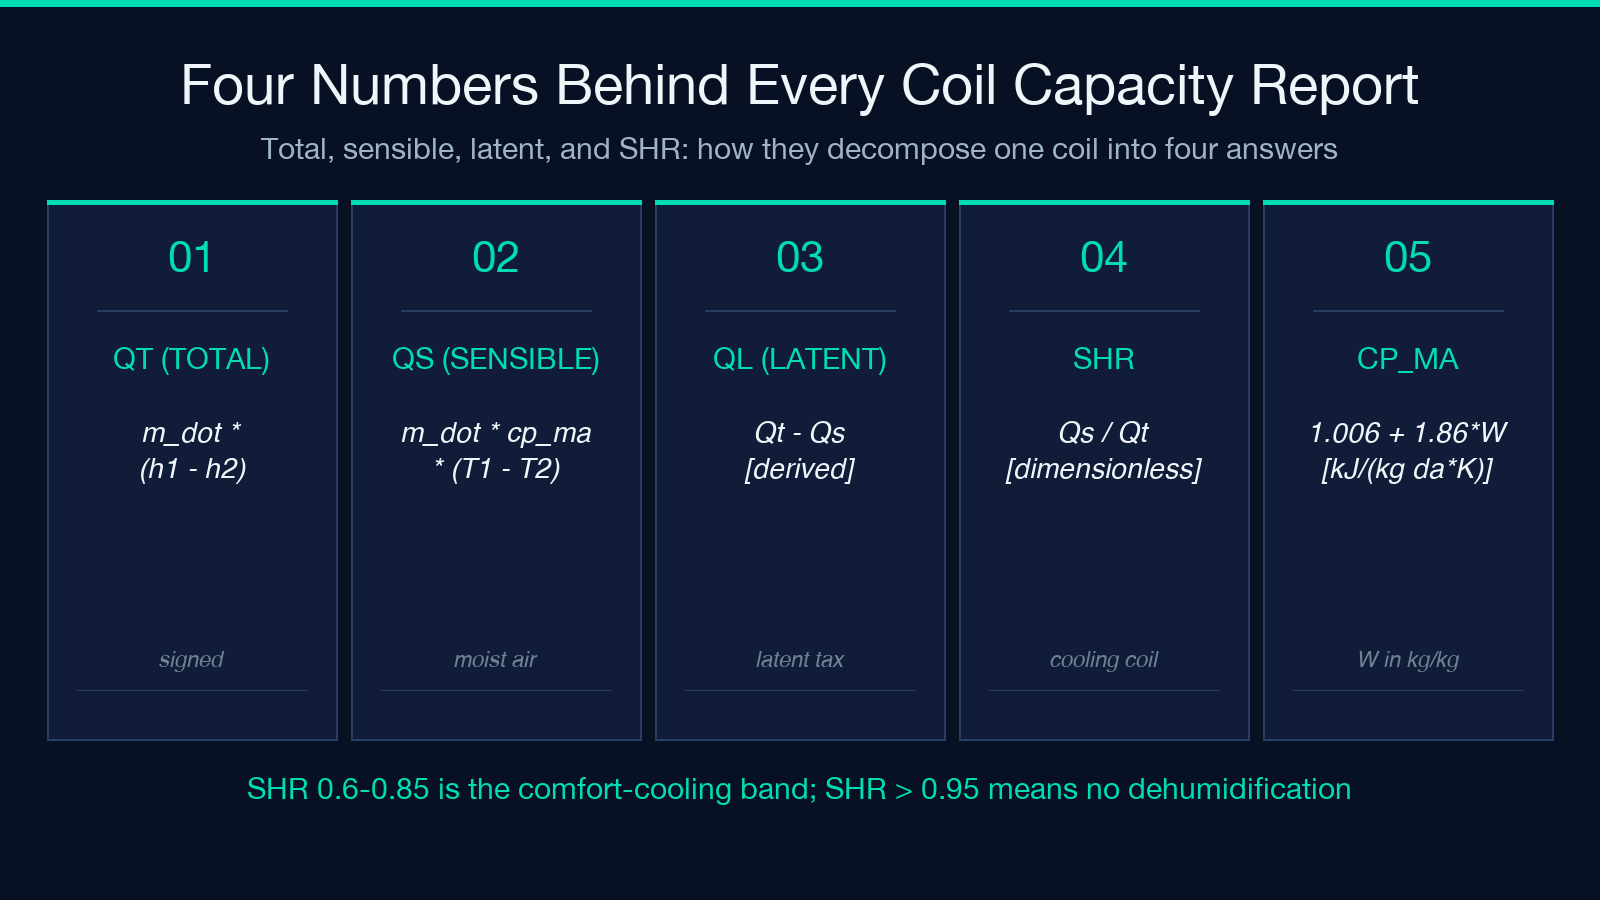 Four Numbers Behind Every Coil Capacity Report
Total, sensible, latent, and SHR: how they decompose one coil into four answers
01
QT (TOTAL)
m_dot *
(h1 - h2)
signed
02
QS (SENSIBLE)
m_dot * cp_ma
* (T1 - T2)
moist air
03
QL (LATENT)
Qt - Qs
[derived]
latent tax
04
SHR
Qs / Qt
[dimensionless]
cooling coil
05
CP_MA
1.006 + 1.86*W
[kJ/(kg da*K)]
W in kg/kg
SHR 0.6-0.85 is the comfort-cooling band; SHR > 0.95 means no dehumidification